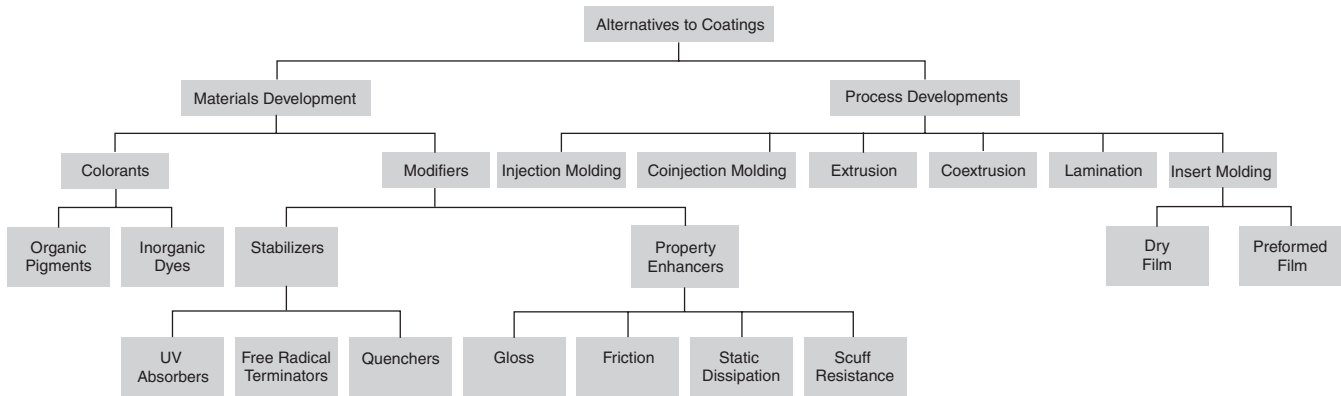 Alternatives to Coatings
Materials Development
Process Developments
Colorants
Modifiers
Injection Molding
Coinjection Molding
Extrusion
Coextrusion
Lamination
Insert Molding
Organic
Pigments
Inorganic
Dyes
Stabilizers
Property
Enhancers
Dry
Film
Preformed
Film
UV
Absorbers
Free Radical
Terminators
Quenchers
Gloss
Friction
Static
Dissipation
Scuff
Resistance